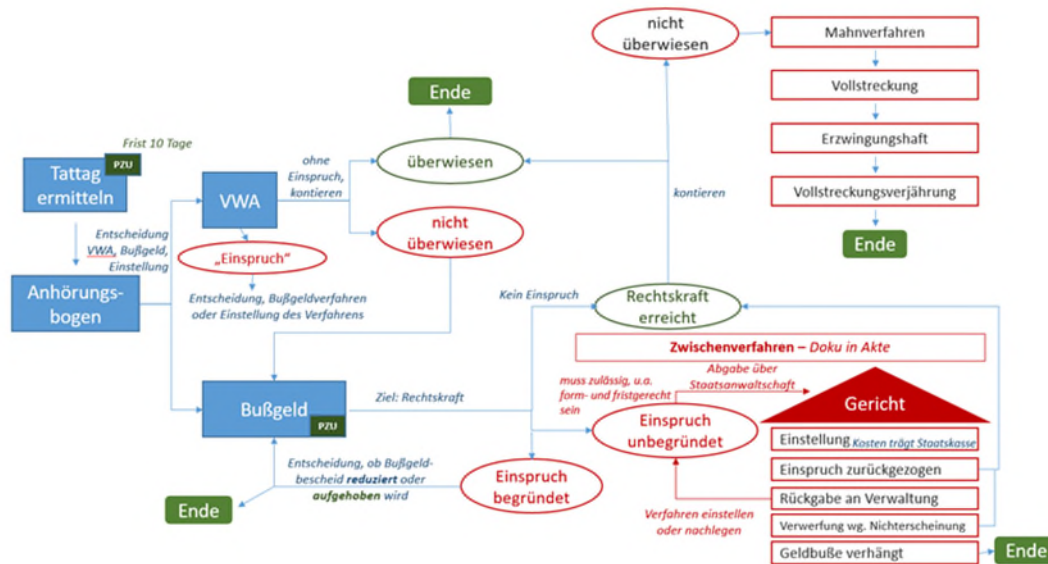 nicht
überwiesen
Mahnverfahren
Vollstreckung
Erzwingungshaft
Vollstreckungsverjährung
Ende
Ende
überwiesen
Frist 10 Tage
PZU
Tattag
ermitteln
VWA
ohne
Einspruch,
kontieren
nicht
überwiesen
kontieren
Entscheidung
VWA, Bußgeld,
Einstellung
„Einspruch“
Anhörungs-
bogen
Entscheidung, Bußgeldverfahren
oder Einstellung des Verfahrens
Kein Einspruch
Rechtskraft
erreicht
Zwischenverfahren – Doku in Akte
Bußgeld
PZU
Ziel: Rechtskraft
muss zulässig, u.a.
form- und fristgerecht
sein
Abgabe über
Staatsanwaltschaft
Einspruch
unbegründet
Gericht
Einstellung Kosten trägt Staatskasse
Einspruch zurückgezogen
Rückgabe an Verwaltung
Verwerfung wg. Nichterscheinung
Geldbuße verhängt
Ende
Entscheidung, ob Bußgeld-
bescheid reduziert oder
aufgehoben wird
Einspruch
begründet
Ende
Verfahren einstellen
oder nachlegen